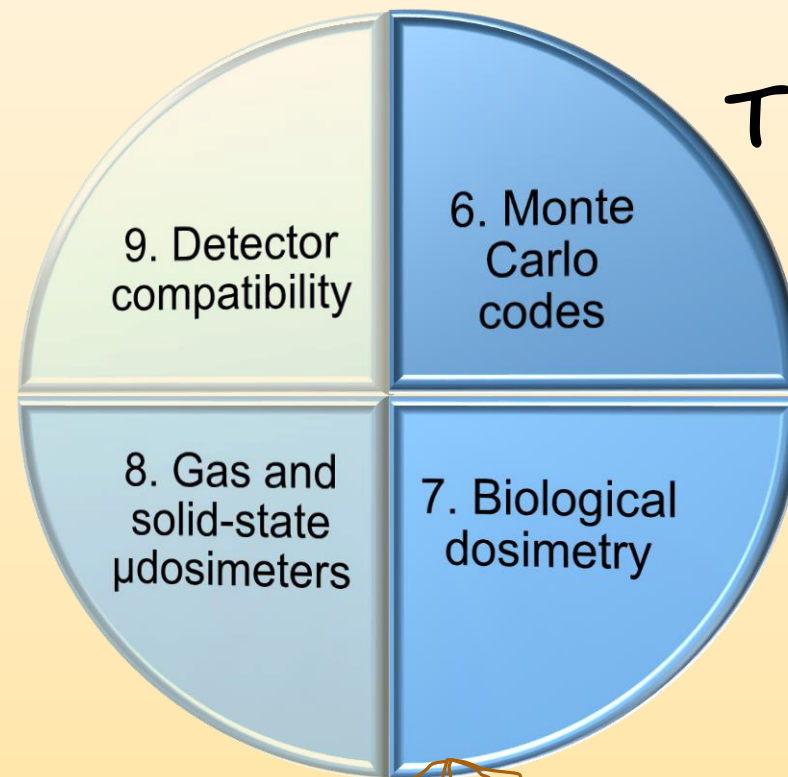 9. Detector
compatibility
6. Monte
Carlo
codes
T
8. Gas and
solid-state
µdosimeters
7. Biological
dosimetry